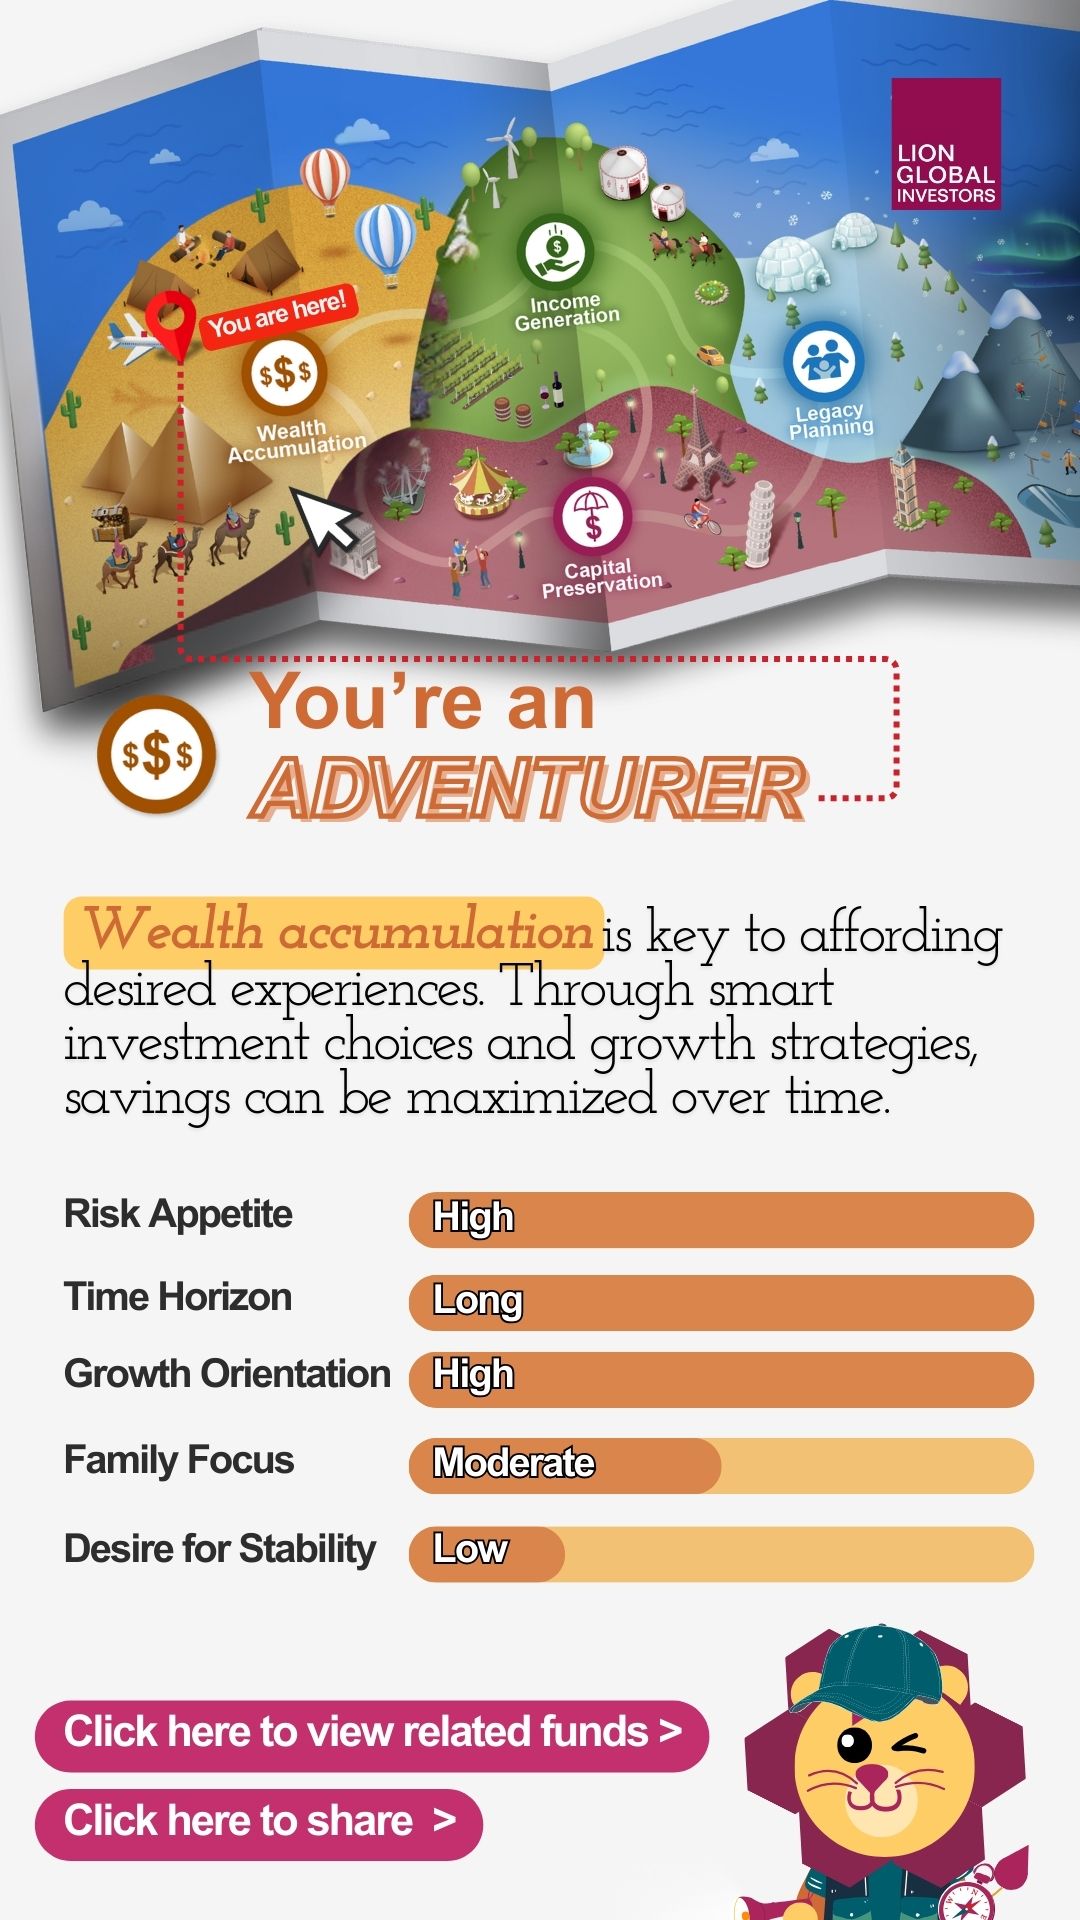 LION
GLOBAL
INVESTORS
You are here!
Income
Generation
$$$
Wealth
Accumulation
Legacy
Planning
$
Capital
Preservation
$$$
You’re an
ADVENTURER
Wealth accumulation is key to affording
desired experiences. Through smart
investment choices and growth strategies,
savings can be maximized over time.
Risk Appetite High
Time Horizon Long
Growth Orientation High
Family Focus Moderate
Desire for Stability Low
Click here to view related funds >
Click here to share >